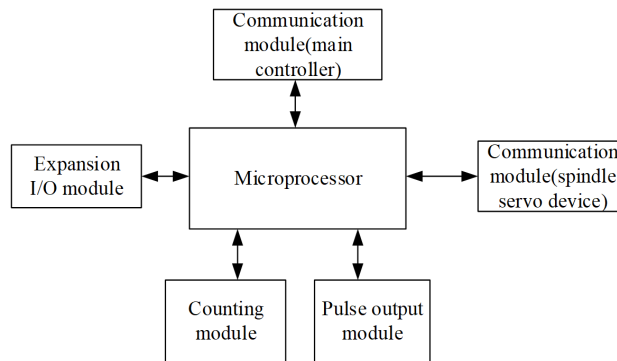 Communication
module(main
controller)
Expansion
I/O module
Microprocessor
Communication
module(spindle
servo device)
Counting
module
Pulse output
module